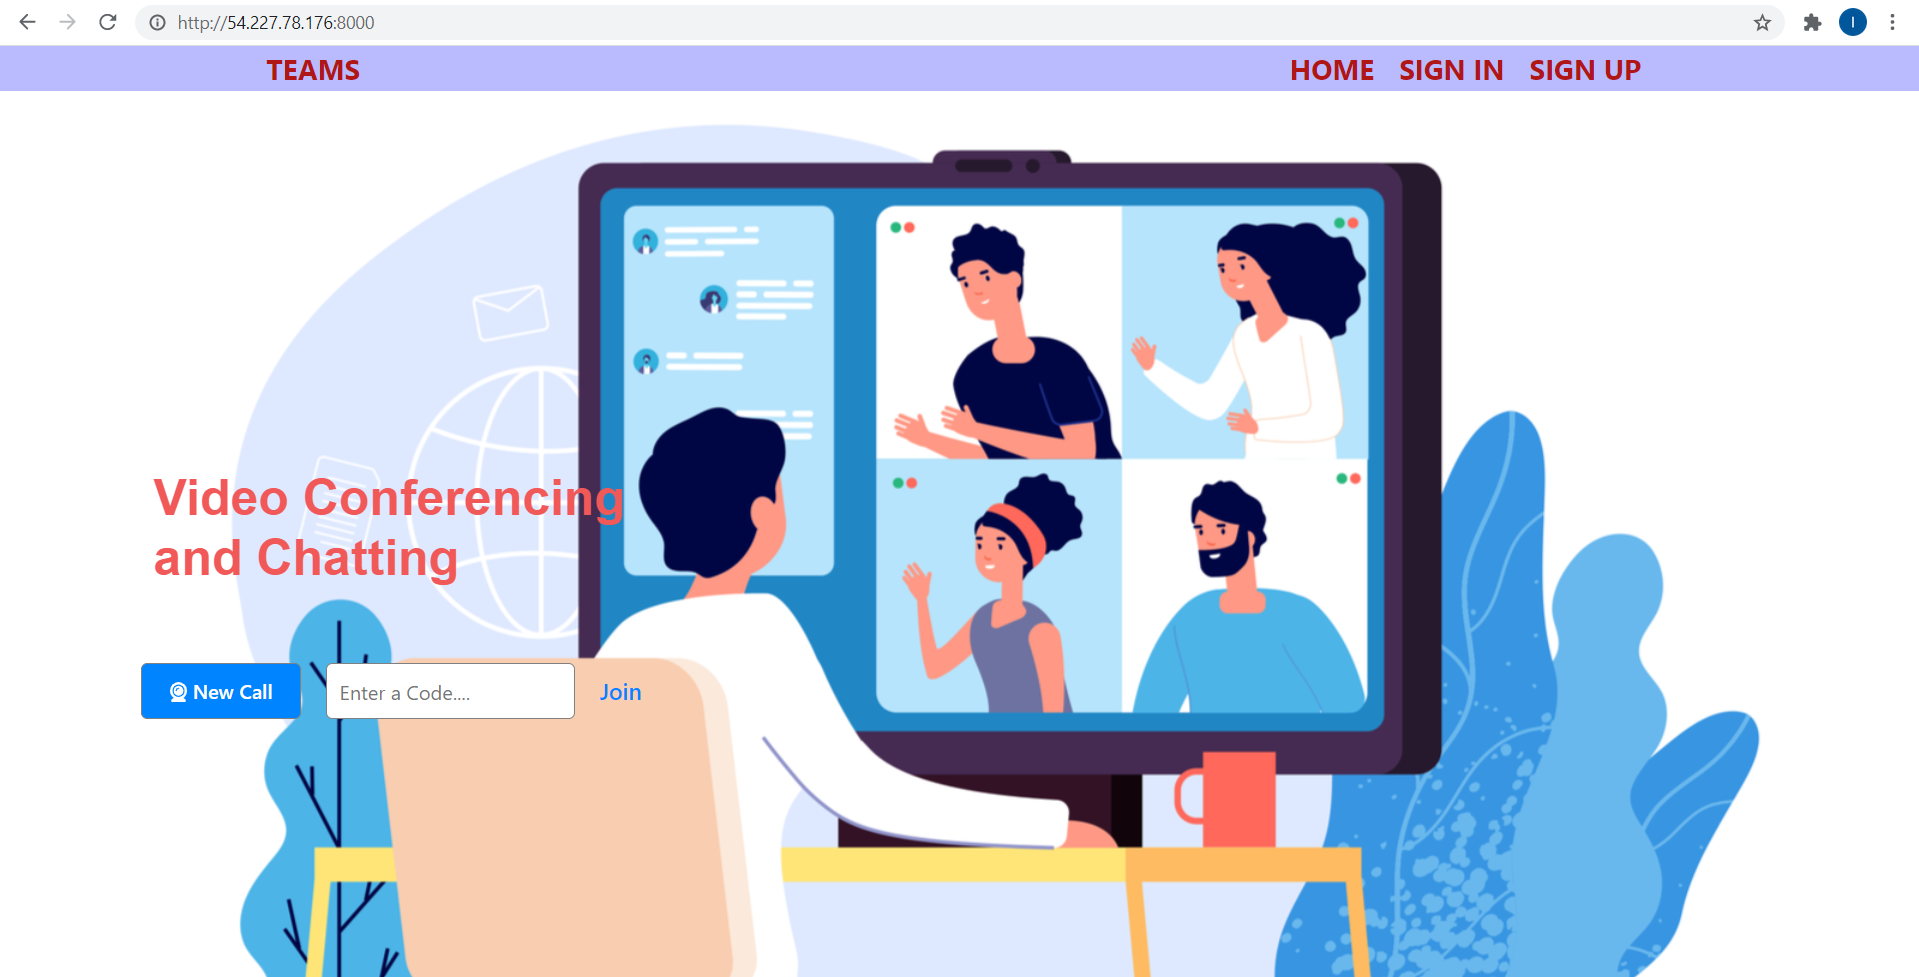 http://54.227.78.176:8000
I
TEAMS HOME SIGN IN SIGN UP
Video Conferencing
and Chatting
New Call Enter a Code.... Join